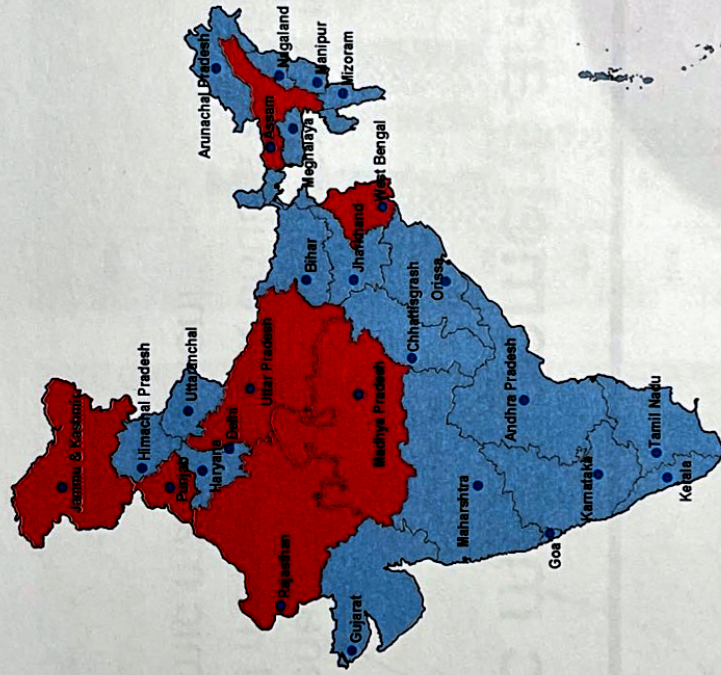 Jammu & Kashmir
Himachal Pradesh
Punjab
Uttaranchal
Haryana
Delhi
Arunachal Pradesh
Nagaland
Manipur
Mizoram
Assam
Meghalaya
Rajasthan
Uttar Pradesh
Bihar
Jharkhand
West Bengal
Gujarat
Madhya Pradesh
Chhattisgrash
Orissa
Maharshtra
Andhra Pradesh
Goa
Karnataka
Tamil Nadu
Kerala